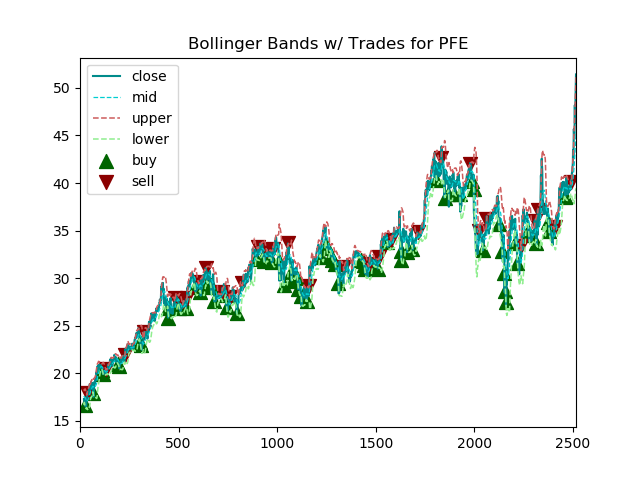 Bollinger Bands w/ Trades for PFE
close
mid
upper
lower
buy
sell
50
45
40
35
30
25
20
15
0 500 1000 1500 2000 2500